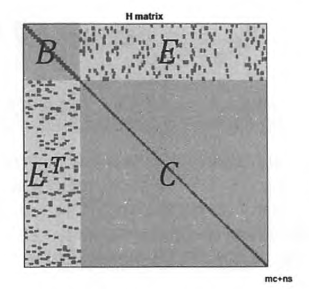 H matrix
B E
E^T C
mc+ns